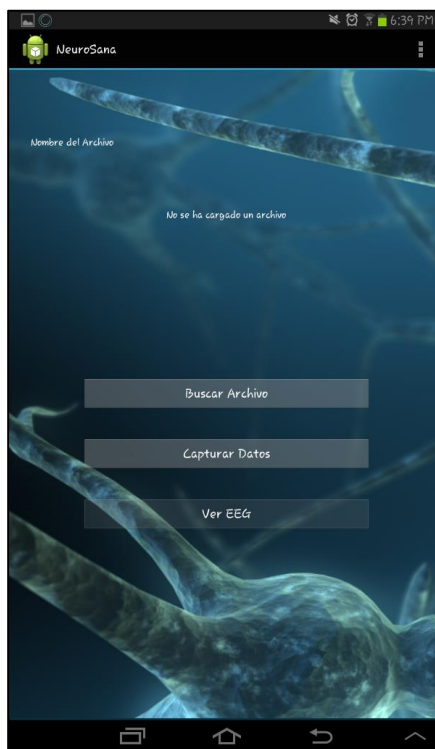 6:39 PM
NeuroSana
Nombre del Archivo
No se ha cargado un archivo
Buscar Archivo
Capturar Datos
Ver EEG